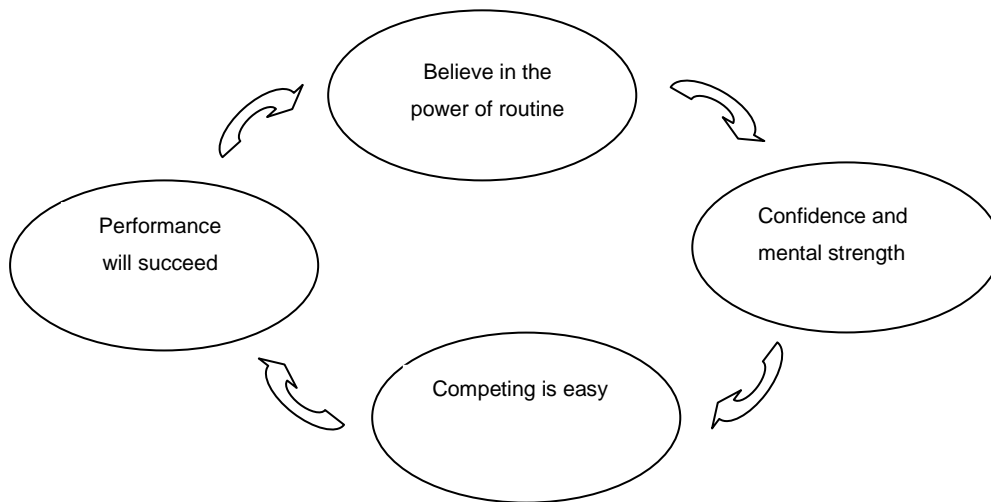 Believe in the
power of routine
Confidence and
mental strength
Competing is easy
Performance
will succeed